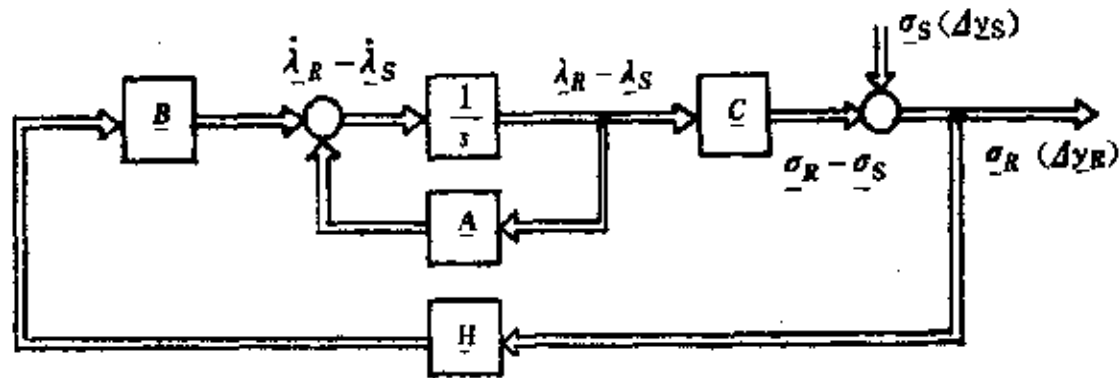 σ_S(Δy_S)
λ̇_R − λ̇_S
λ_R − λ_S
B
1/s
C
σ_R − σ_S
σ_R (Δy_R)
A
H